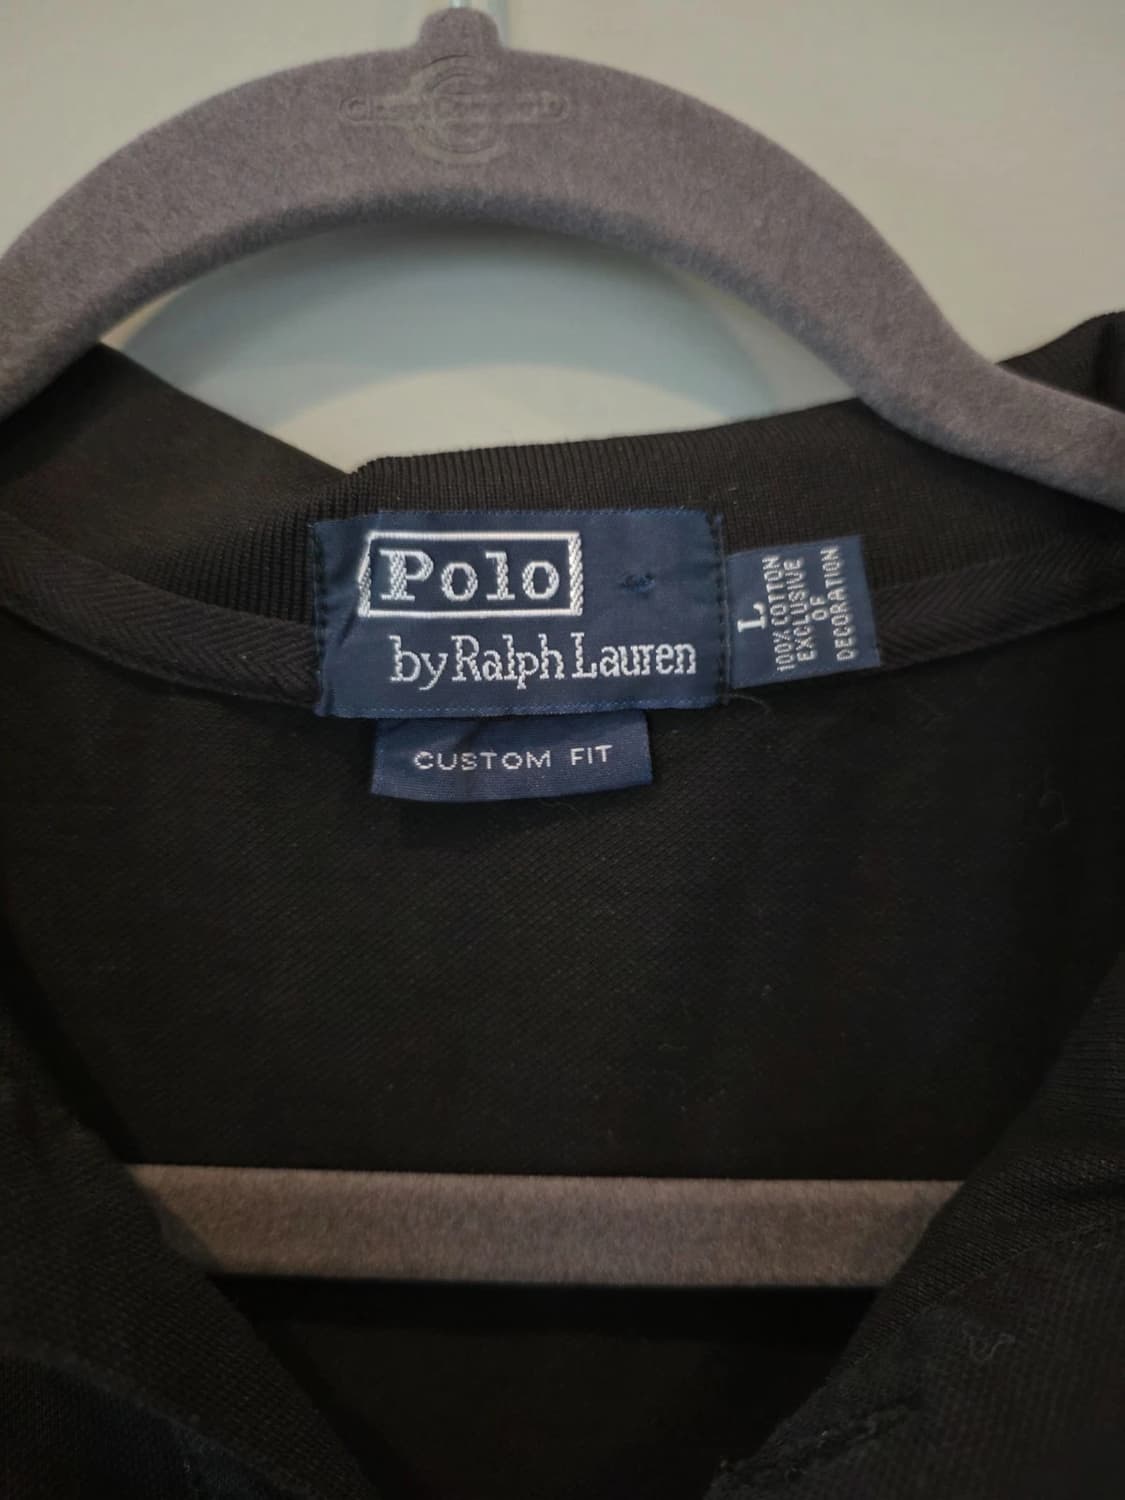 Polo
by Ralph Lauren
CUSTOM FIT
L
100% COTTON
EXCLUSIVE
OF
DECORATION